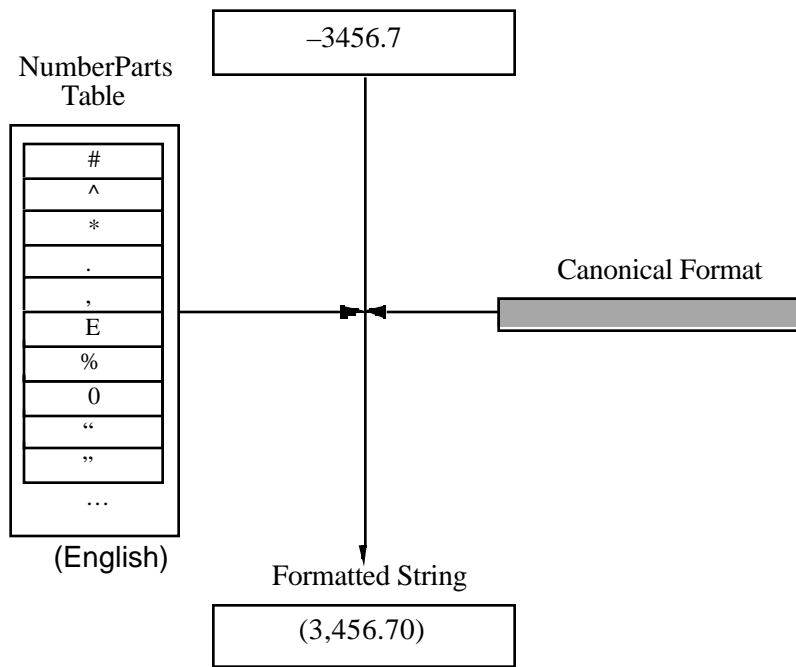 –3456.7
NumberParts
Table
#
^
*
.
,
E
%
0
“
”
…
(English)
Canonical Format
Formatted String
(3,456.70)